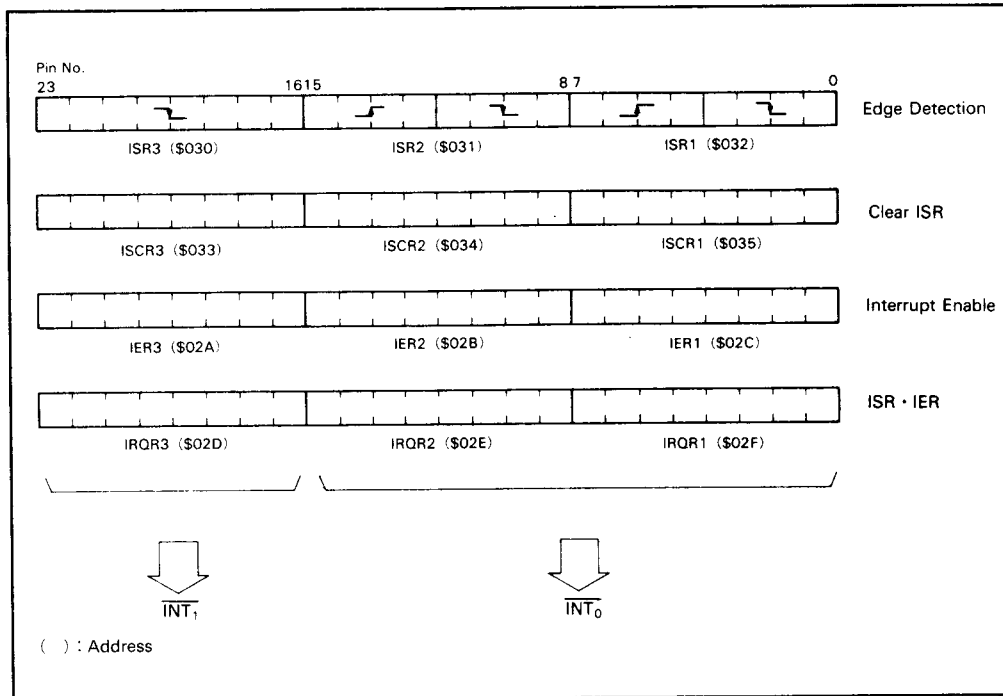 Pin No.
23 1615 8 7 0
Edge Detection
ISR3 ($030) ISR2 ($031) ISR1 ($032)
Clear ISR
ISCR3 ($033) ISCR2 ($034) ISCR1 ($035)
Interrupt Enable
IER3 ($02A) IER2 ($02B) IER1 ($02C)
ISR · IER
IRQR3 ($02D) IRQR2 ($02E) IRQR1 ($02F)
INT₁ INT₀
( ) : Address